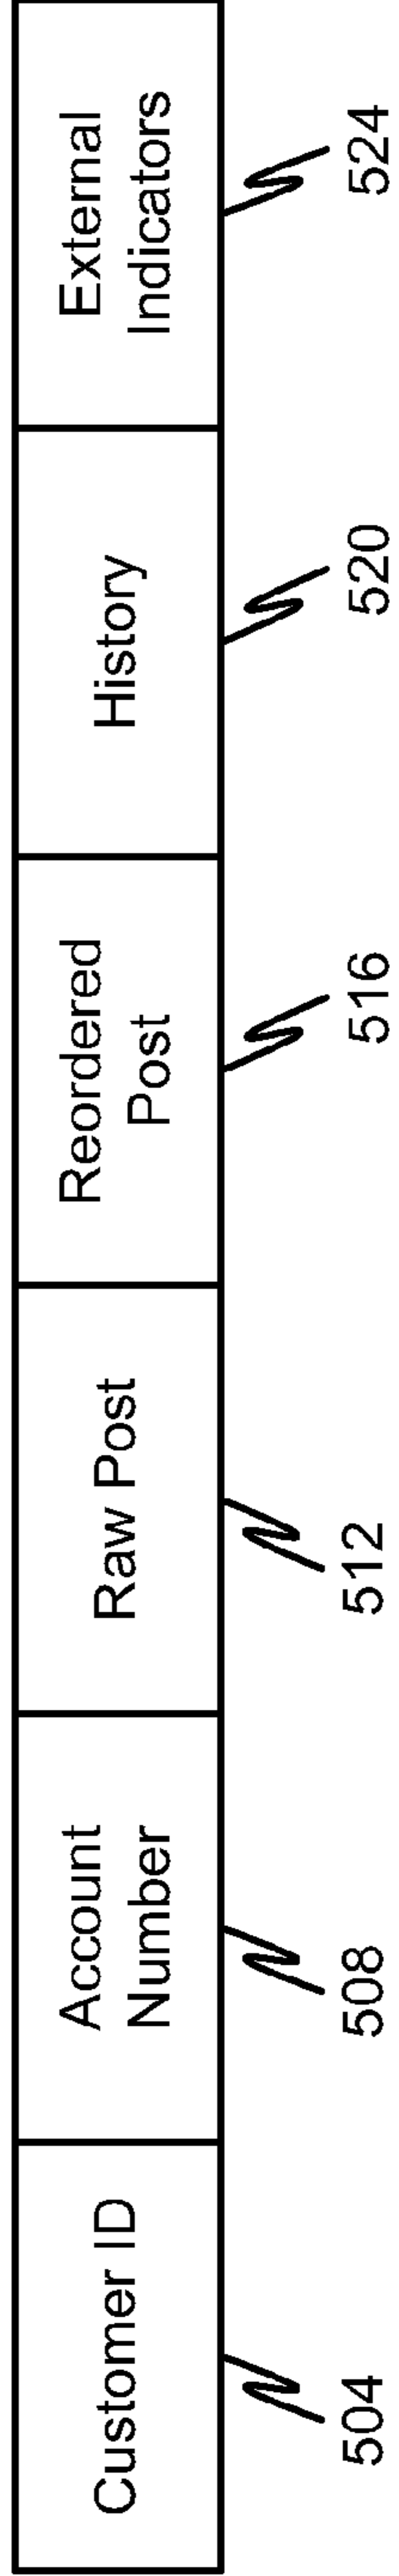 Customer ID
Account
Number
Raw Post
Reordered
Post
History
External
Indicators
504
508
512
516
520
524